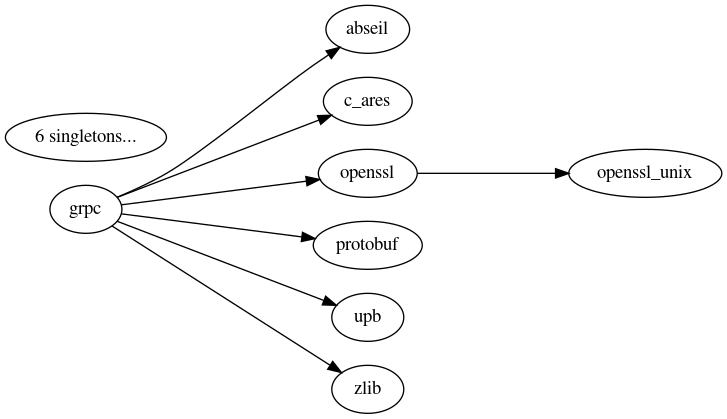 abseil
c_ares
6 singletons...
openssl
openssl_unix
grpc
protobuf
upb
zlib